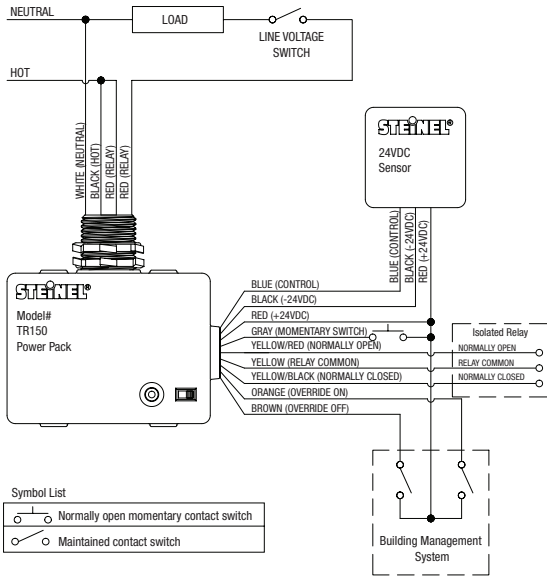 NEUTRAL
LOAD
LINE VOLTAGE
SWITCH
HOT
WHITE (NEUTRAL)
BLACK (HOT)
RED (RELAY)
RED (RELAY)
STEINEL®
24VDC
Sensor
BLUE (CONTROL)
BLACK (-24VDC)
RED (+24VDC)
STEINEL®
Model#
TR150
Power Pack
BLUE (CONTROL)
BLACK (-24VDC)
RED (+24VDC)
GRAY (MOMENTARY SWITCH)
YELLOW/RED (NORMALLY OPEN)
YELLOW (RELAY COMMON)
YELLOW/BLACK (NORMALLY CLOSED)
ORANGE (OVERRIDE ON)
BROWN (OVERRIDE OFF)
Isolated Relay
NORMALLY OPEN
RELAY COMMON
NORMALLY CLOSED
Building Management
System
Symbol List
Normally open momentary contact switch
Maintained contact switch